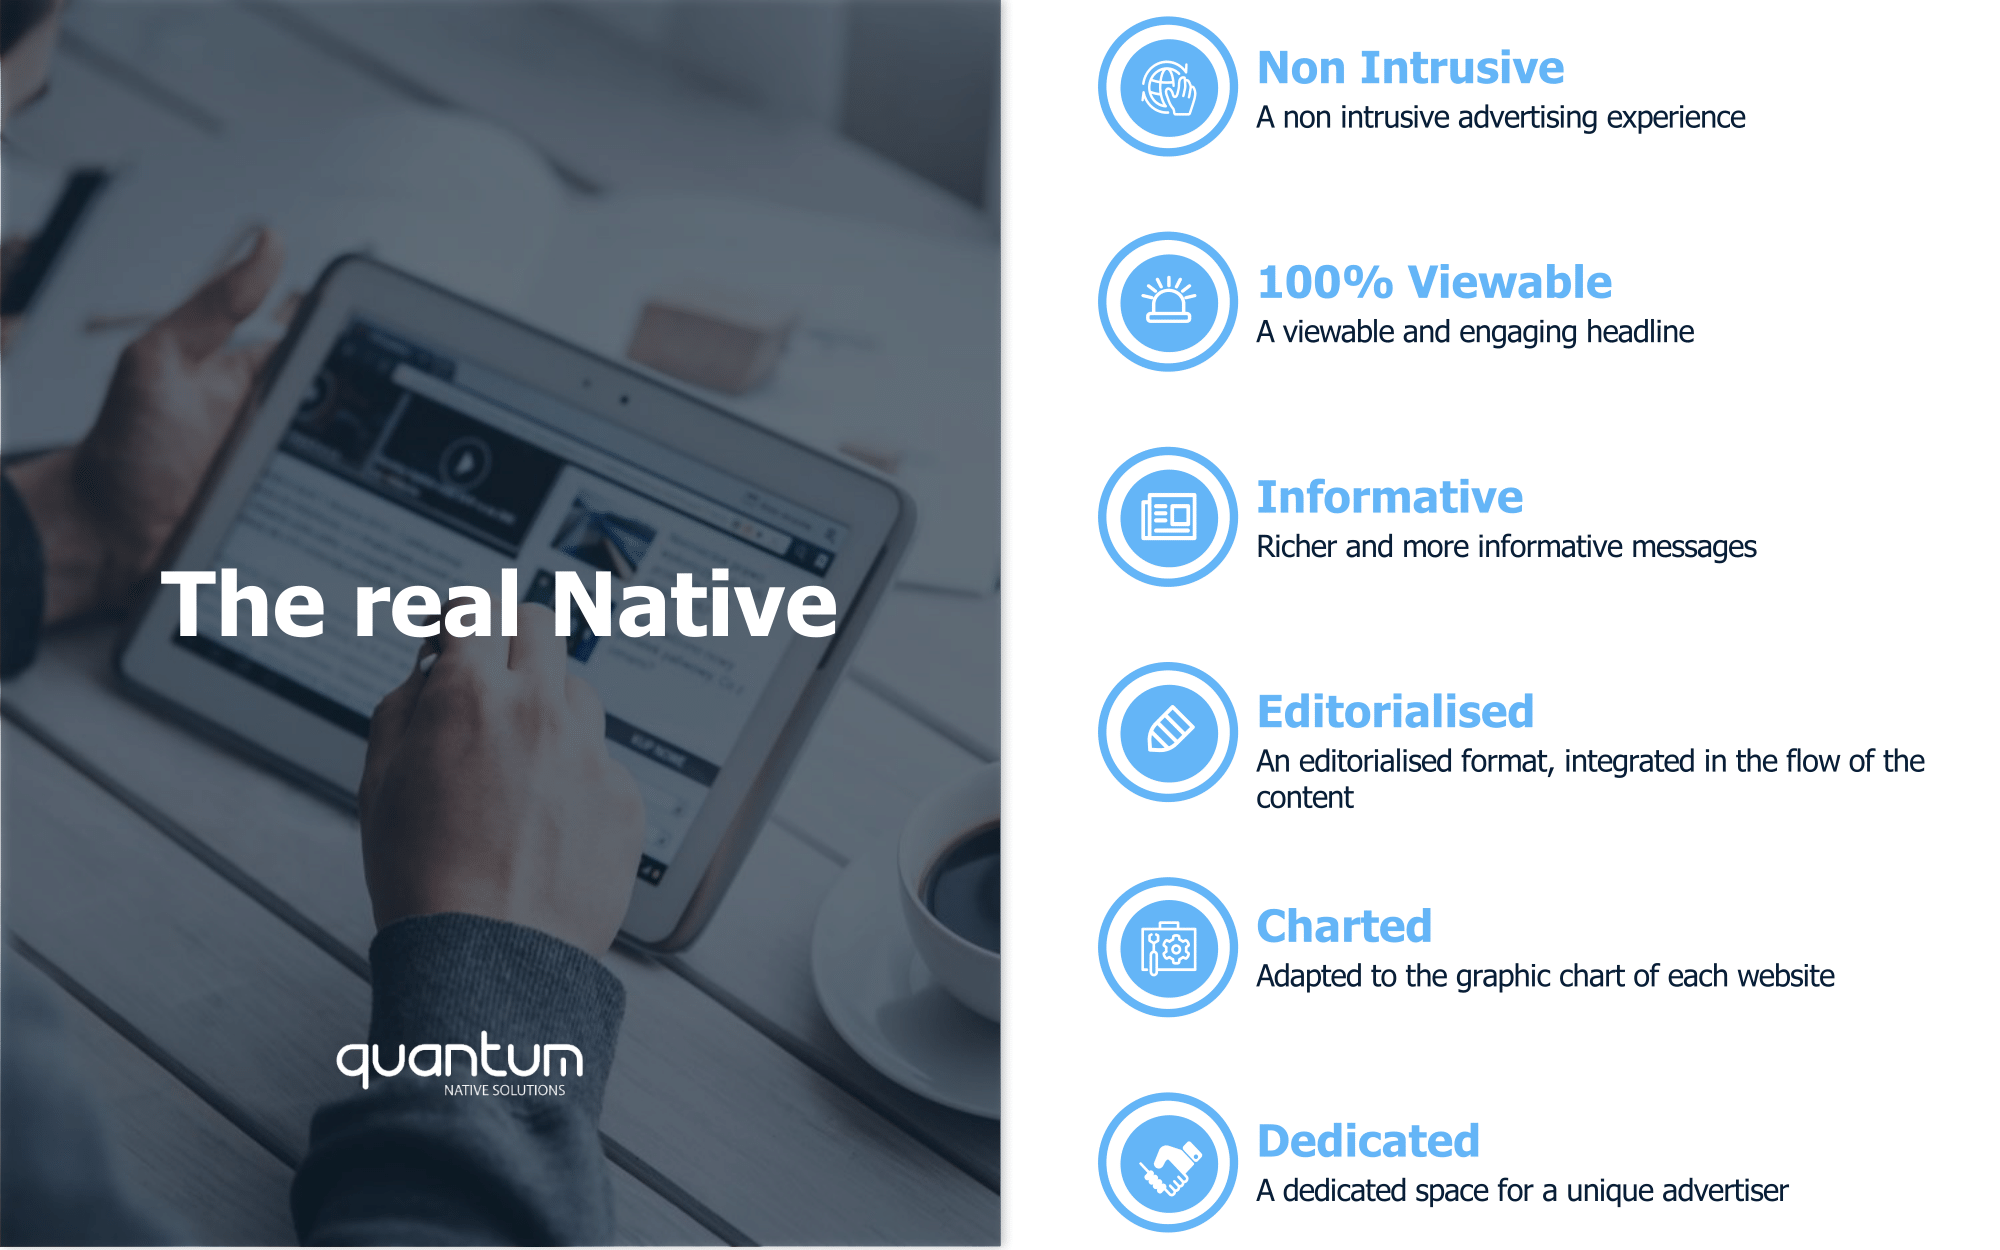 The real Native
quantum
NATIVE SOLUTIONS
Non Intrusive
A non intrusive advertising experience
100% Viewable
A viewable and engaging headline
Informative
Richer and more informative messages
Editorialised
An editorialised format, integrated in the flow of the
content
Charted
Adapted to the graphic chart of each website
Dedicated
A dedicated space for a unique advertiser